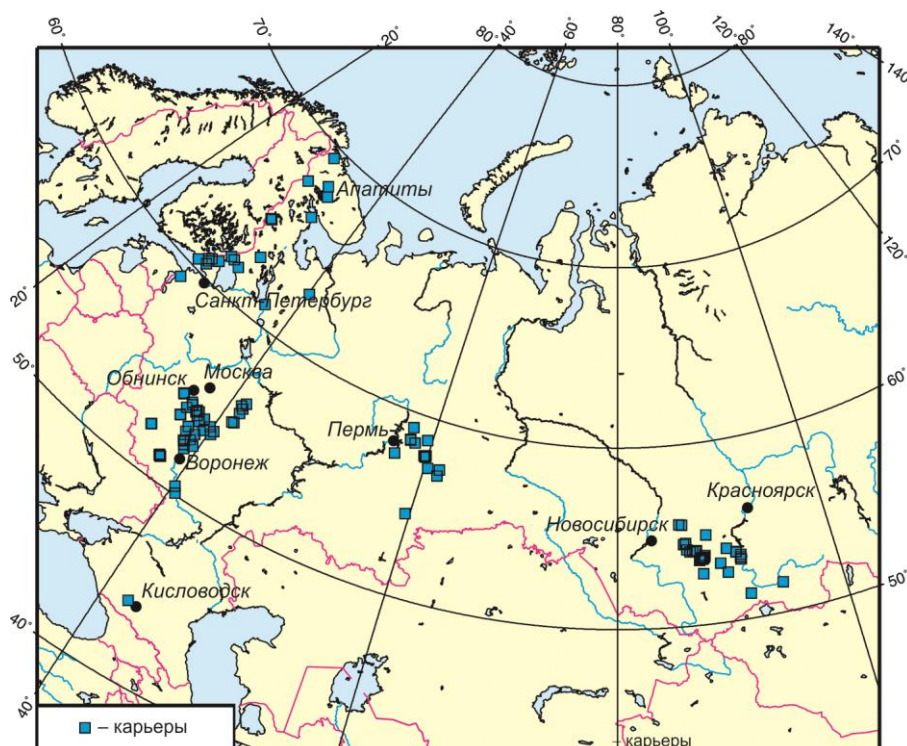 60°
70°
20°
80°
40°
60°
80°
100°
120°
80°
140°
140
70°
120°
60°
50°
20°
50°
40°
40°
Апатиты
Санкт-Петербург
Обнинск
Москва
Воронеж
Пермь
Красноярск
Новосибирск
Кисловодск
– карьеры
– карьеры